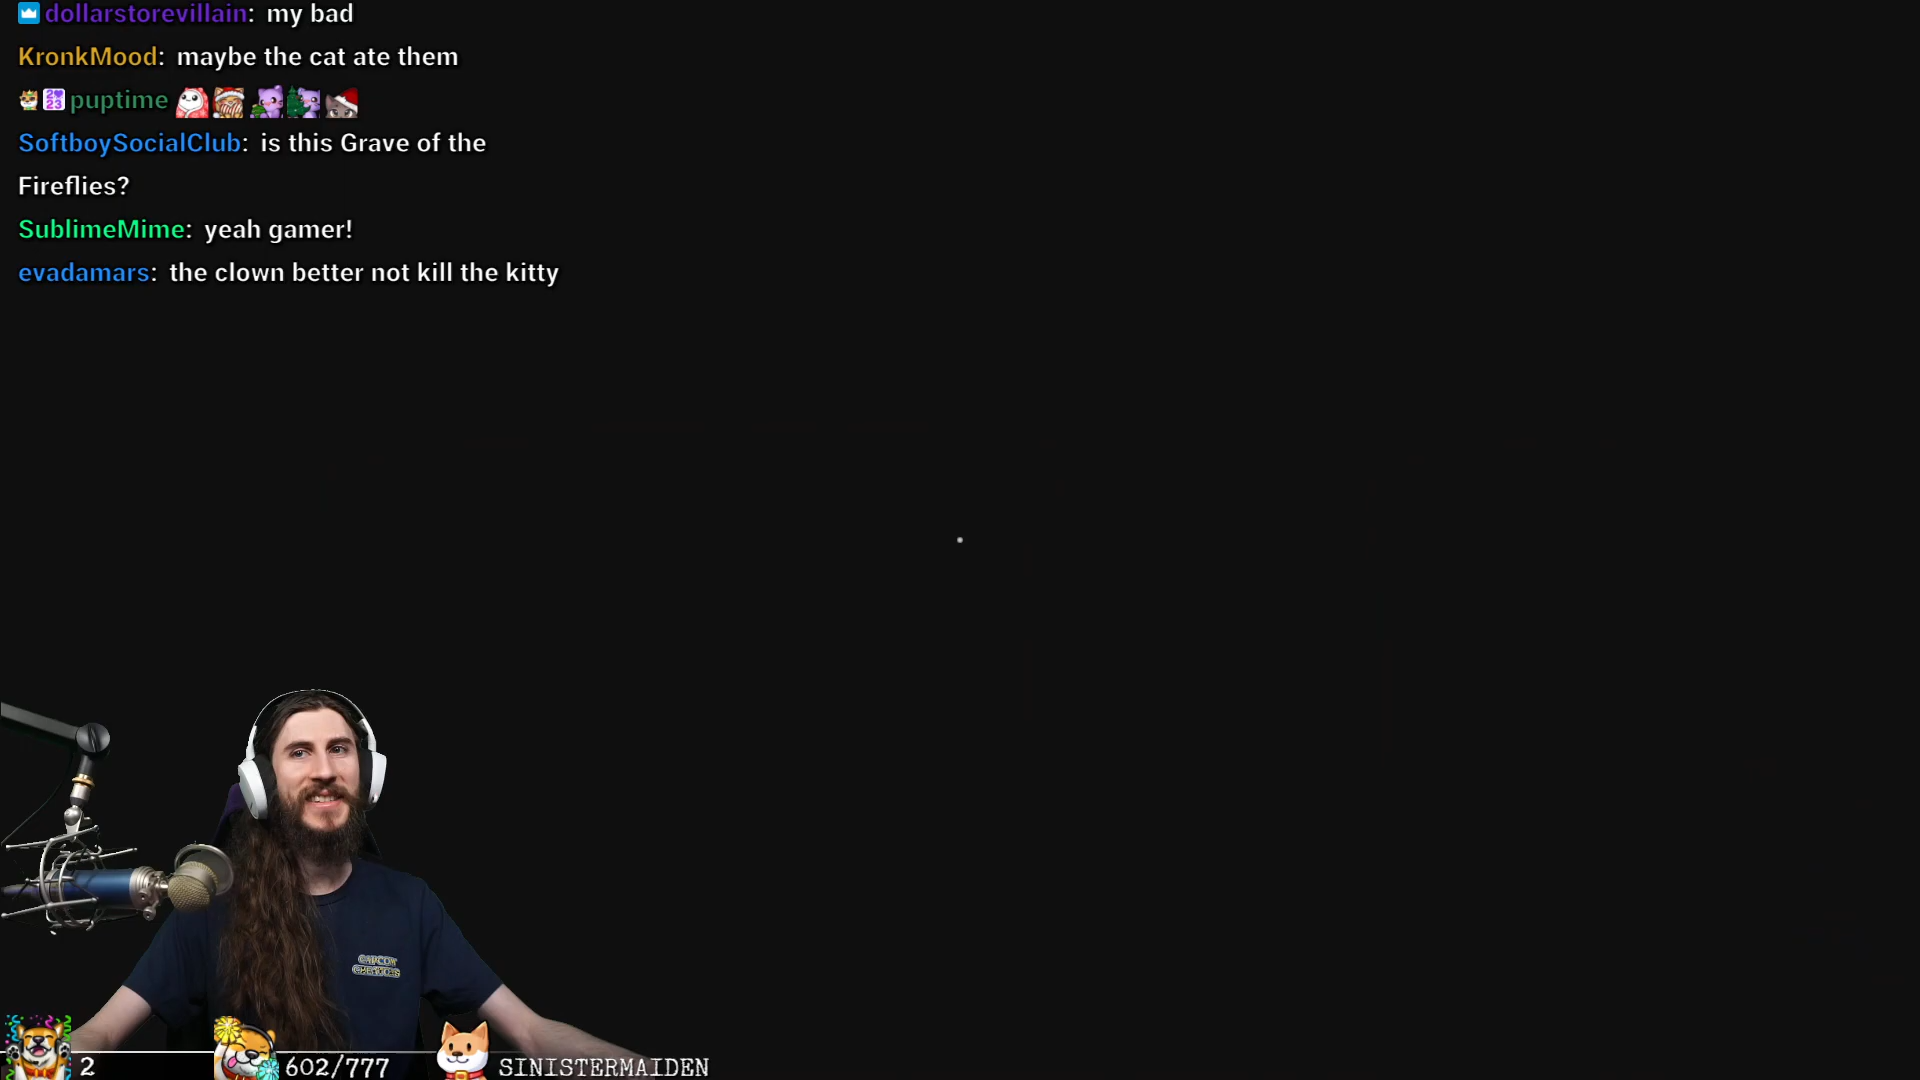 dollarstorevillain: my bad
KronkMood: maybe the cat ate them
puptime
SoftboySocialClub: is this Grave of the
Fireflies?
SublimeMime: yeah gamer!
evadamars: the clown better not kill the kitty
CAPCOM
2
602/777
SINISTERMAIDEN